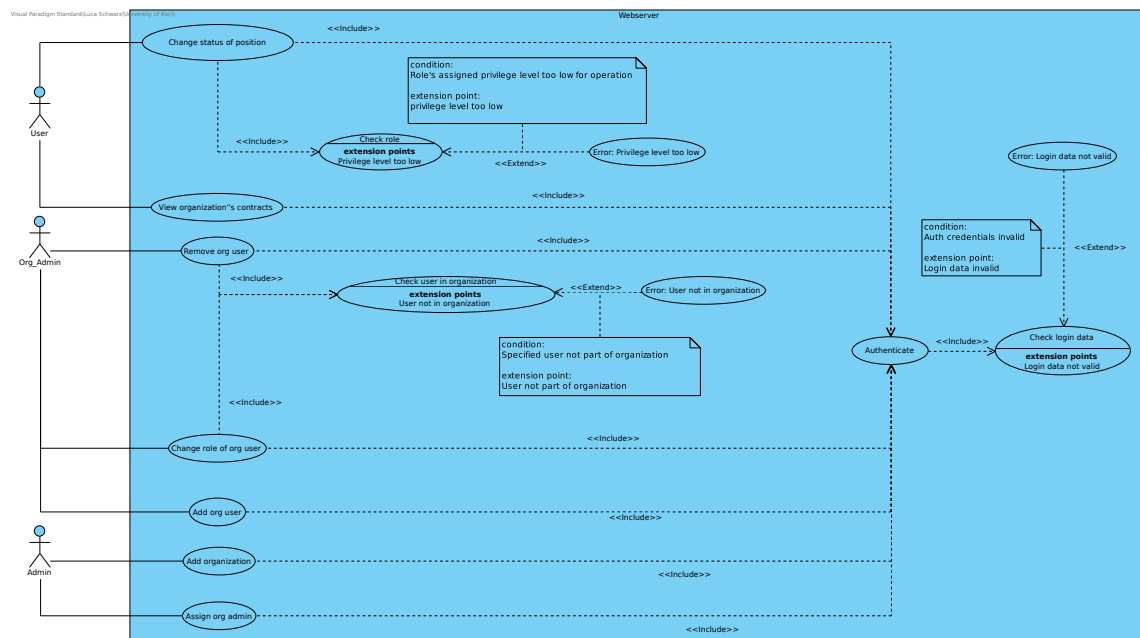 Visual Paradigm Standard(Luca Schwarz(University of Kiel))
Webserver
<<Include>>
Change status of position
condition:
Role's assigned privilege level too low for operation
extension point:
privilege level too low
User
<<Include>>
Check role
extension points
Privilege level too low
<<Extend>>
Error: Privilege level too low
Error: Login data not valid
<<Include>>
View organization''s contracts
condition:
Auth credentials invalid
extension point:
Login data invalid
<<Extend>>
Org_Admin
Remove org user
<<Include>>
<<Include>>
Check user in organization
extension points
User not in organization
<<Extend>>
Error: User not in organization
condition:
Specified user not part of organization
extension point:
User not part of organization
Authenticate
<<Include>>
Check login data
extension points
Login data not valid
<<Include>>
Change role of org user
<<Include>>
Add org user
<<Include>>
Admin
Add organization
<<Include>>
Assign org admin
<<Include>>